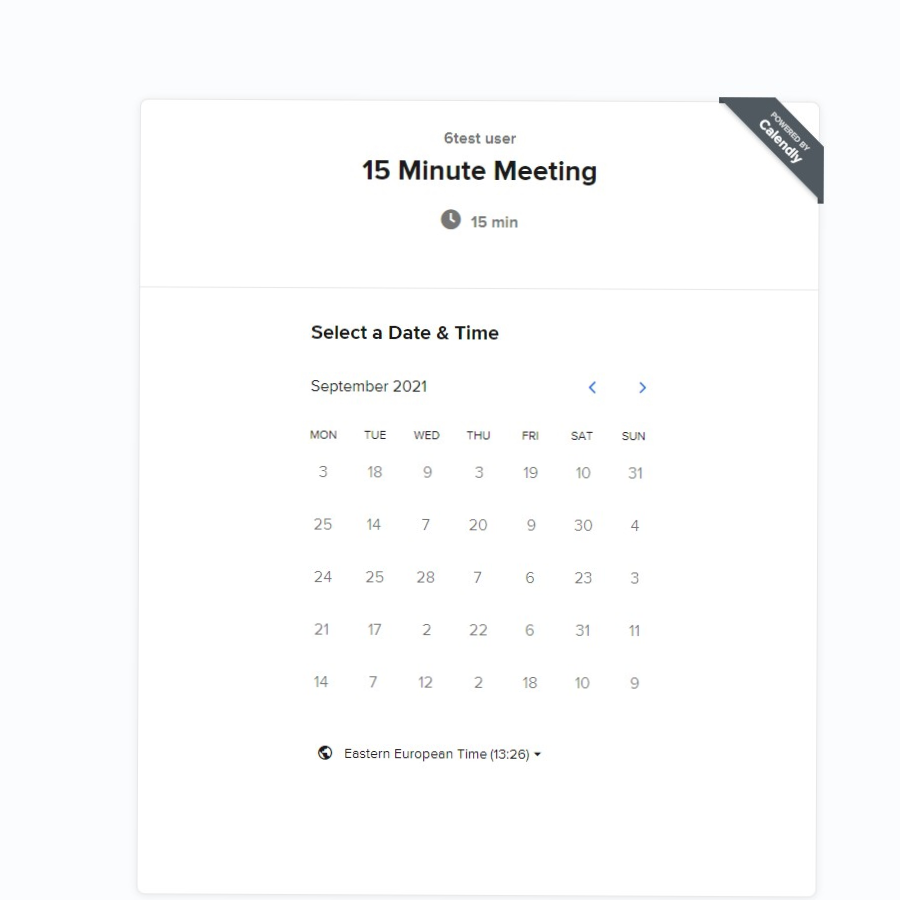 POWERED BY
Calendly
6test user
15 Minute Meeting
15 min
Select a Date & Time
September 2021
MON TUE WED THU FRI SAT SUN
3 18 9 3 19 10 31
25 14 7 20 9 30 4
24 25 28 7 6 23 3
21 17 2 22 6 31 11
14 7 12 2 18 10 9
Eastern European Time (13:26)